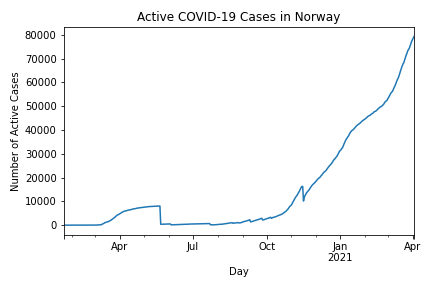 Active COVID-19 Cases in Norway
Number of Active Cases
80000
70000
60000
50000
40000
30000
20000
10000
0
Apr
Jul
Oct
Jan
2021
Apr
Day